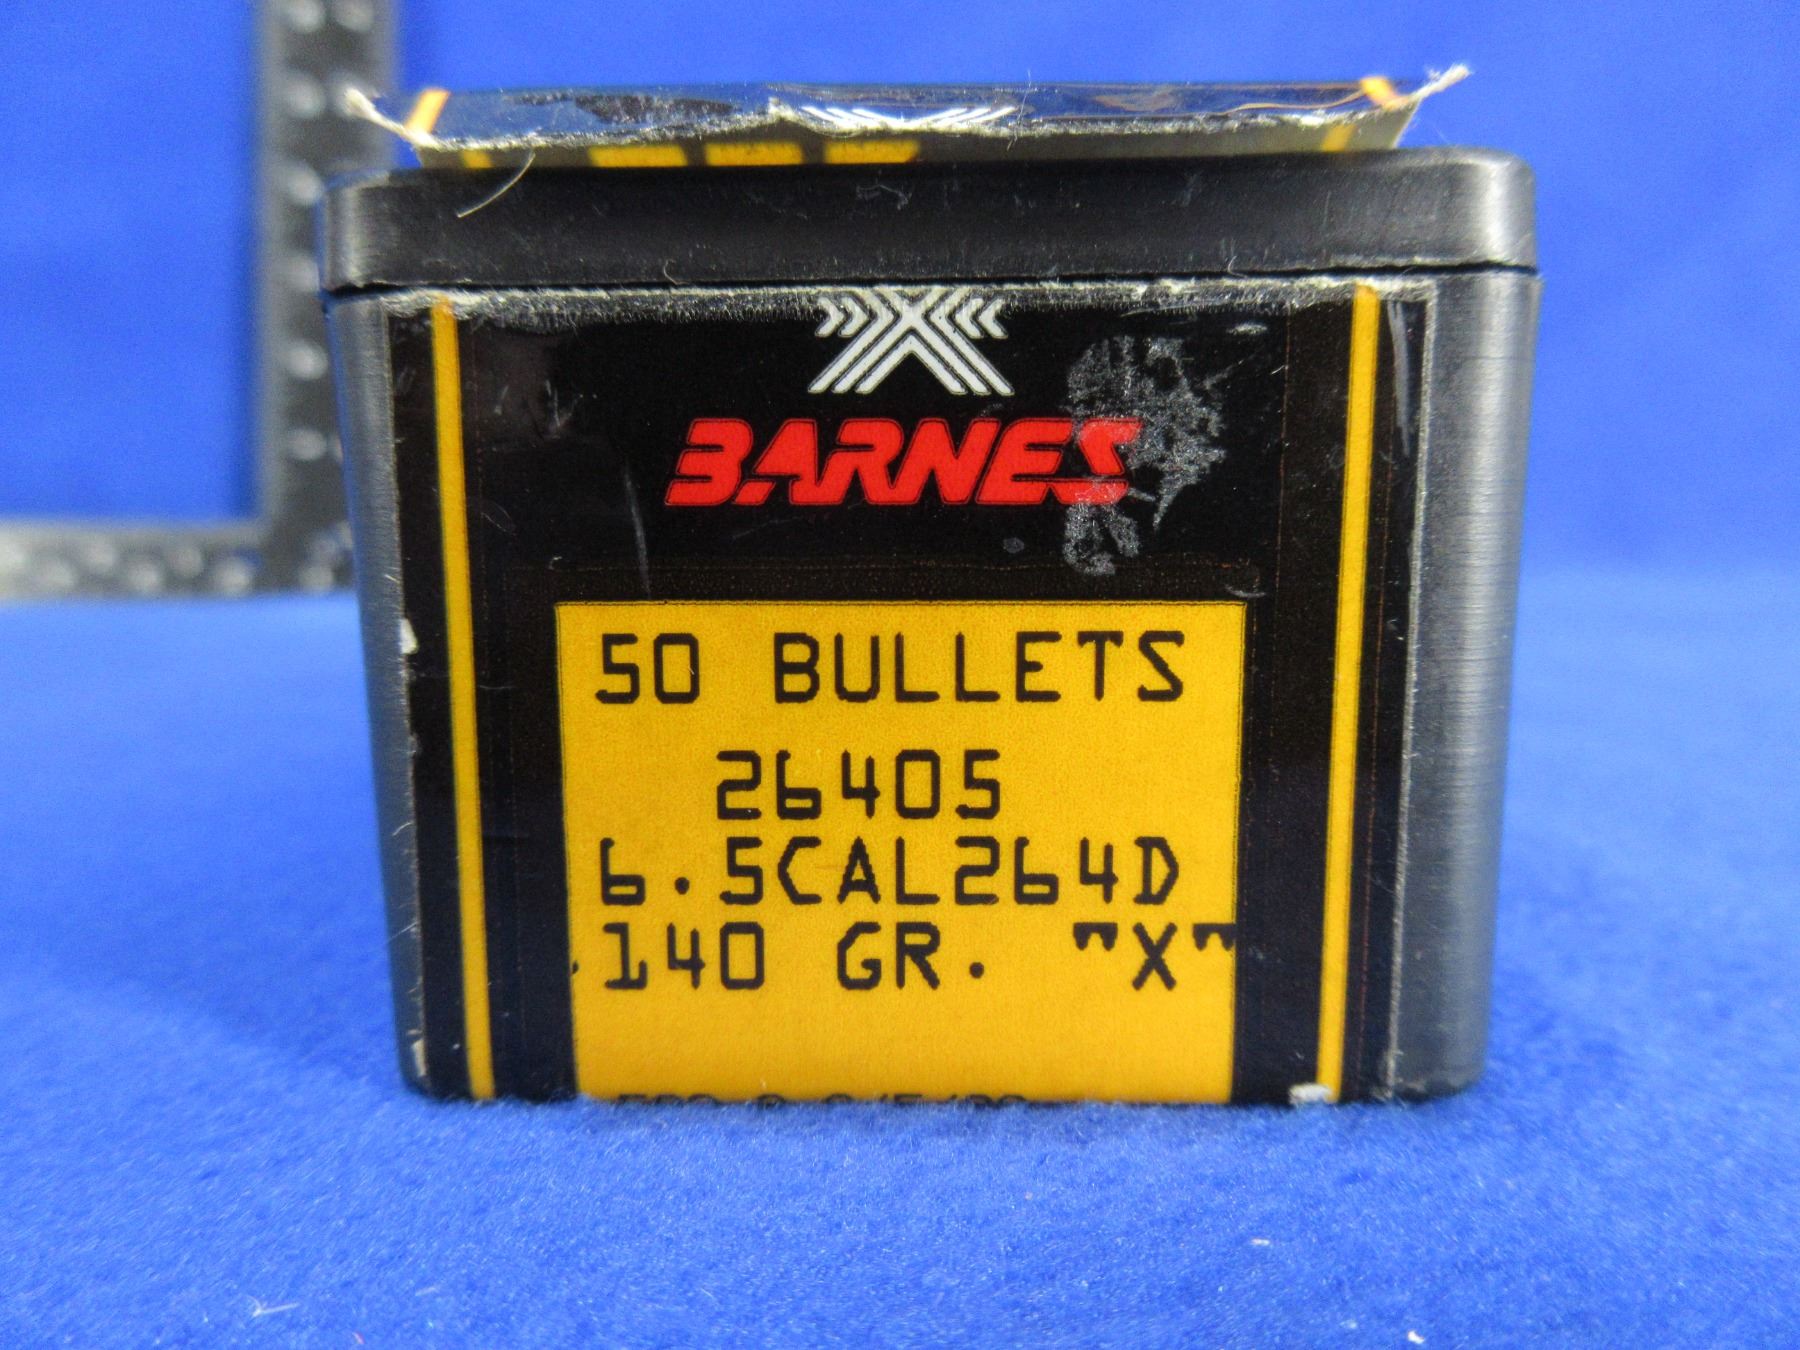 BARNES
50 BULLETS
26405
6.5CAL264D
140 GR. "X"